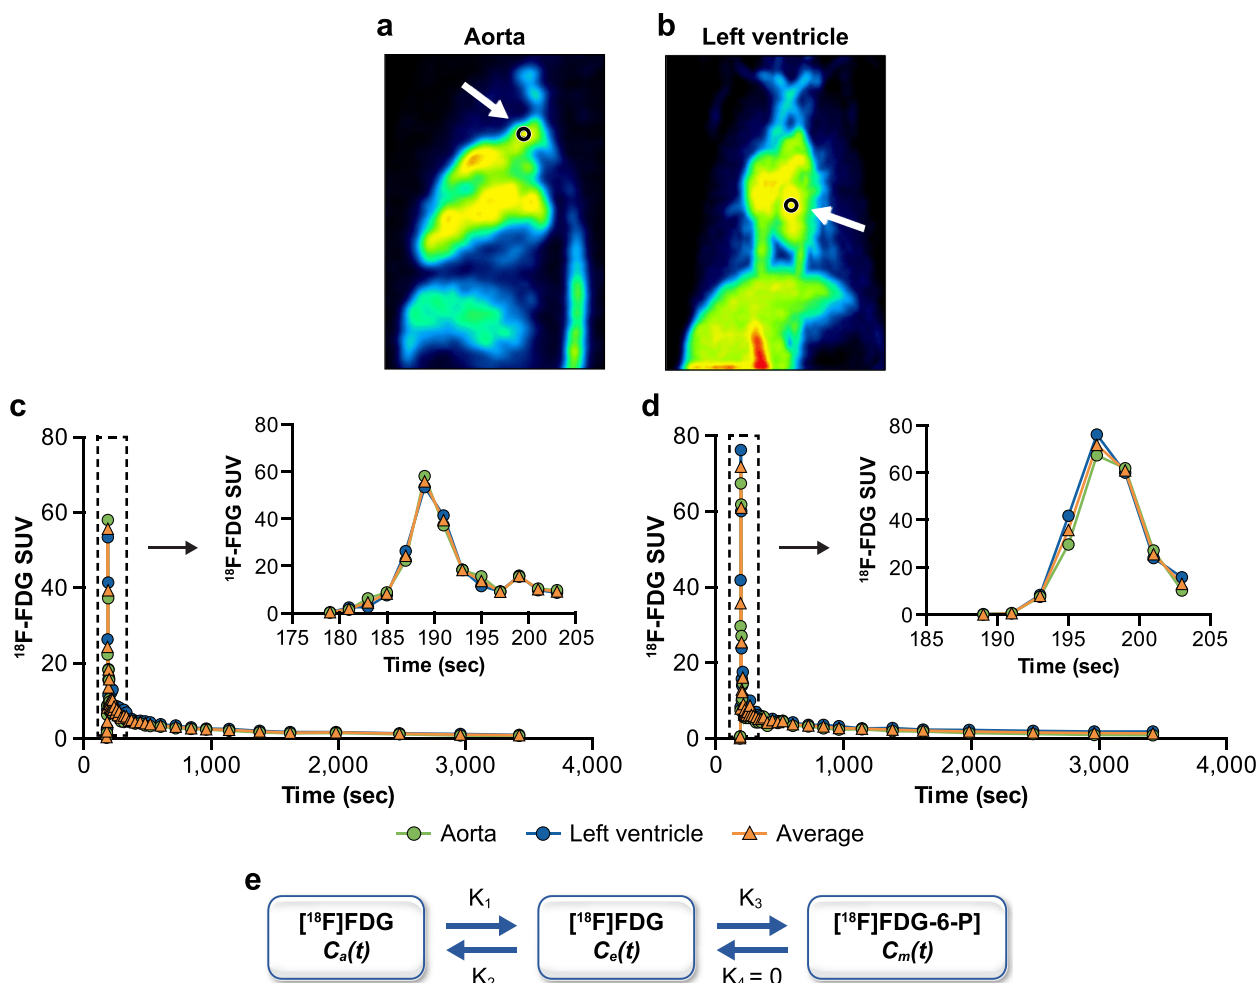 a
Aorta
b
Left ventricle
c
80
60
40
20
0
¹⁸F-FDG SUV
0
1,000
2,000
3,000
4,000
Time (sec)
80
60
40
20
0
¹⁸F-FDG SUV
175
180
185
190
195
200
205
Time (sec)
d
80
60
40
20
0
¹⁸F-FDG SUV
0
1,000
2,000
3,000
4,000
Time (sec)
80
60
40
20
0
¹⁸F-FDG SUV
185
190
195
200
205
Time (sec)
Aorta
Left ventricle
Average
e
[¹⁸F]FDG
Cₐ(t)
K₁
K₂
[¹⁸F]FDG
Cₑ(t)
K₃
K₄ = 0
[¹⁸F]FDG-6-P]
Cₘ(t)